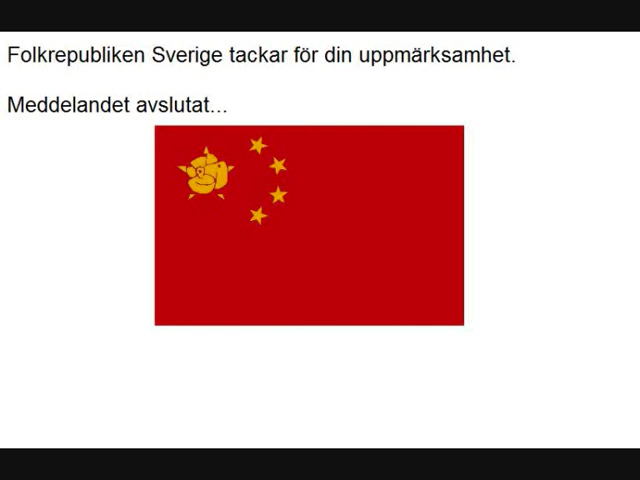 Folkrepubliken Sverige tackar för din uppmärksamhet.
Meddelandet avslutat...